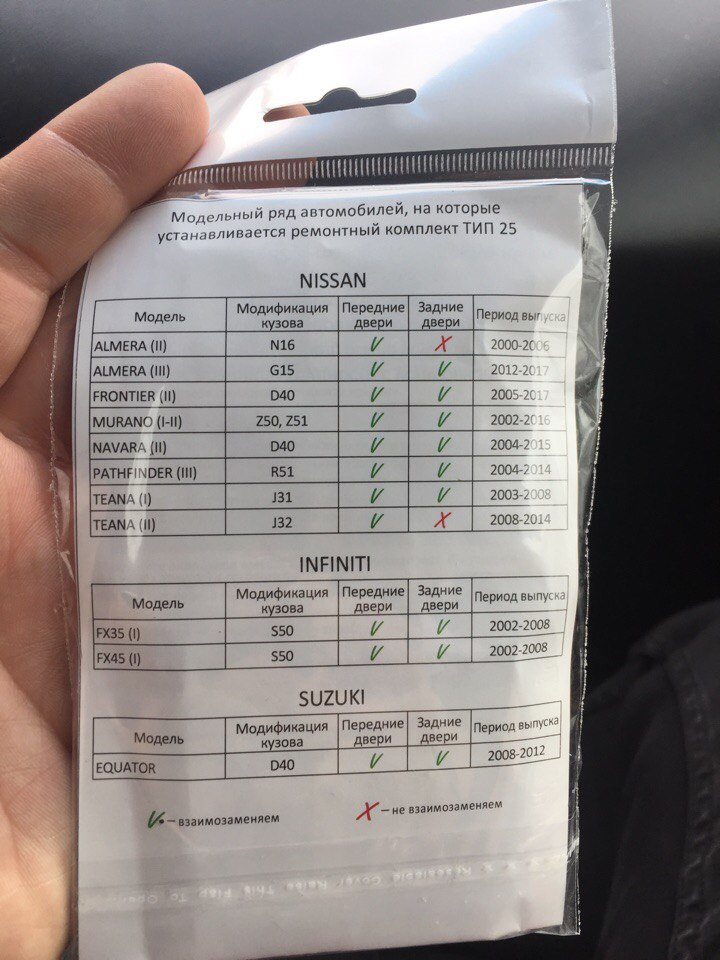 Модельный ряд автомобилей, на которые
устанавливается ремонтный комплект ТИП 25
NISSAN
Модель Модификация кузова Передние двери Задние двери Период выпуска
ALMERA (II) N16 V X 2000-2006
ALMERA (III) G15 V V 2012-2017
FRONTIER (II) D40 V V 2005-2017
MURANO (I-II) Z50, Z51 V V 2002-2016
NAVARA (II) D40 V V 2004-2015
PATHFINDER (III) R51 V V 2004-2014
TEANA (I) J31 V V 2003-2008
TEANA (II) J32 V X 2008-2014
INFINITI
Модель Модификация кузова Передние двери Задние двери Период выпуска
FX35 (I) S50 V V 2002-2008
FX45 (I) S50 V V 2002-2008
SUZUKI
Модель Модификация кузова Передние двери Задние двери Период выпуска
EQUATOR D40 V V 2008-2012
V – взаимозаменяем X – не взаимозаменяем